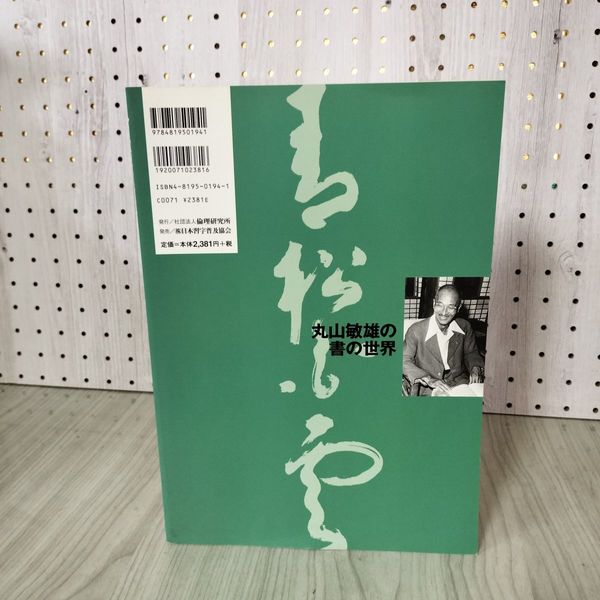 9784819501941
1920071023816
ISBN4-8195-0194-1
C0071 ¥2381E
発行／社団法人倫理研究所
発売／㈱日本習字普及協会
定価＝本体2,381円＋税
丸山敏雄の
書の世界